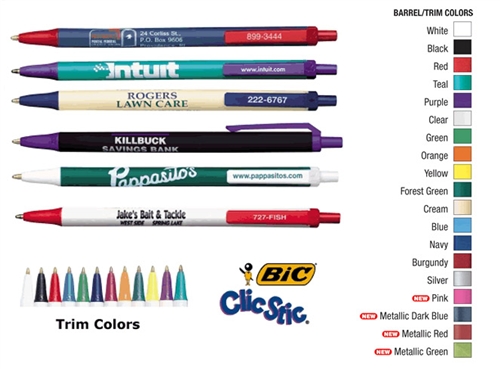 24 Corliss St.,
P.O. Box 9606
899-3444
intuit
www.intuit.com
ROGERS
LAWN CARE
222-6767
KILLBUCK
SAVINGS BANK
Pappasito's
www.pappasitos.com
Jake's Bait & Tackle
WEST SIDE SPRING LAKE
727-FISH
Trim Colors
BIC
Clic Stic.
BARREL/TRIM COLORS
White
Black
Red
Teal
Purple
Clear
Green
Orange
Yellow
Forest Green
Cream
Blue
Navy
Burgundy
Silver
NEW Pink
NEW Metallic Dark Blue
NEW Metallic Red
NEW Metallic Green